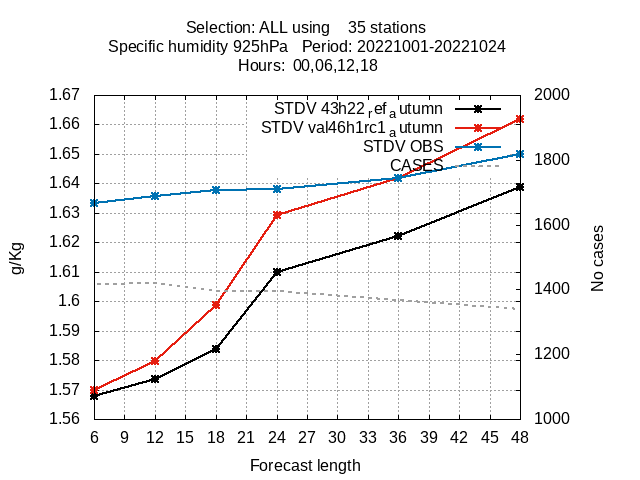 Selection: ALL using    35 stations
Specific humidity 925hPa   Period: 20221001-20221024
Hours: 00,06,12,18
STDV 43h22_ref_autumn
STDV val46h1rc1_autumn
STDV OBS
CASES
1.67
1.66
1.65
1.64
1.63
1.62
1.61
1.6
1.59
1.58
1.57
1.56
g/Kg
2000
1800
1600
1400
1200
1000
No cases
6 9 12 15 18 21 24 27 30 33 36 39 42 45 48
Forecast length